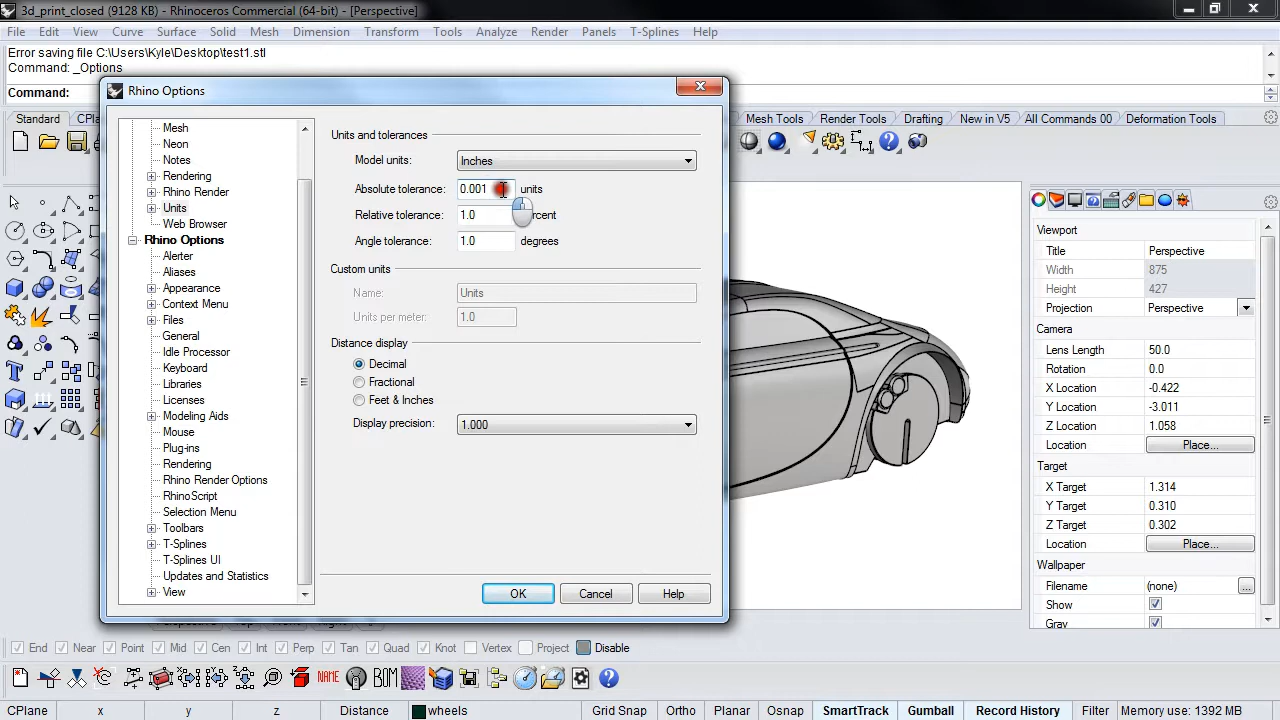 3d_print_closed (9128 KB) - Rhinoceros Commercial (64-bit) - [Perspective]
File Edit View Curve Surface Solid Mesh Dimension Transform Tools Analyze Render Panels T-Splines Help
Error saving file C:\Users\Kyle\Desktop\test1.stl
Command: _Options
Command:
Rhino Options
Standard CPla
Mesh Tools Render Tools Drafting New in V5 All Commands 00 Deformation Tools
Mesh
Neon
Notes
Rendering
Rhino Render
Units
Web Browser
Rhino Options
Alerter
Aliases
Appearance
Context Menu
Files
General
Idle Processor
Keyboard
Libraries
Licenses
Modeling Aids
Mouse
Plug-ins
Rendering
Rhino Render Options
RhinoScript
Selection Menu
Toolbars
T-Splines
T-Splines UI
Updates and Statistics
View
Units and tolerances
Model units: Inches
Absolute tolerance: 0.001 units
Relative tolerance: 1.0 ercent
Angle tolerance: 1.0 degrees
Custom units
Name: Units
Units per meter: 1.0
Distance display
Decimal
Fractional
Feet & Inches
Display precision: 1.000
OK Cancel Help
Viewport
Title Perspective
Width 875
Height 427
Projection Perspective
Camera
Lens Length 50.0
Rotation 0.0
X Location -0.422
Y Location -3.011
Z Location 1.058
Location Place...
Target
X Target 1.314
Y Target 0.310
Z Target 0.302
Location Place...
Wallpaper
Filename (none) ...
Show
Gray
End Near Point Mid Cen Int Perp Tan Quad Knot Vertex Project Disable
NAME BOM
CPlane x y z Distance wheels Grid Snap Ortho Planar Osnap SmartTrack Gumball Record History Filter Memory use: 1392 MB